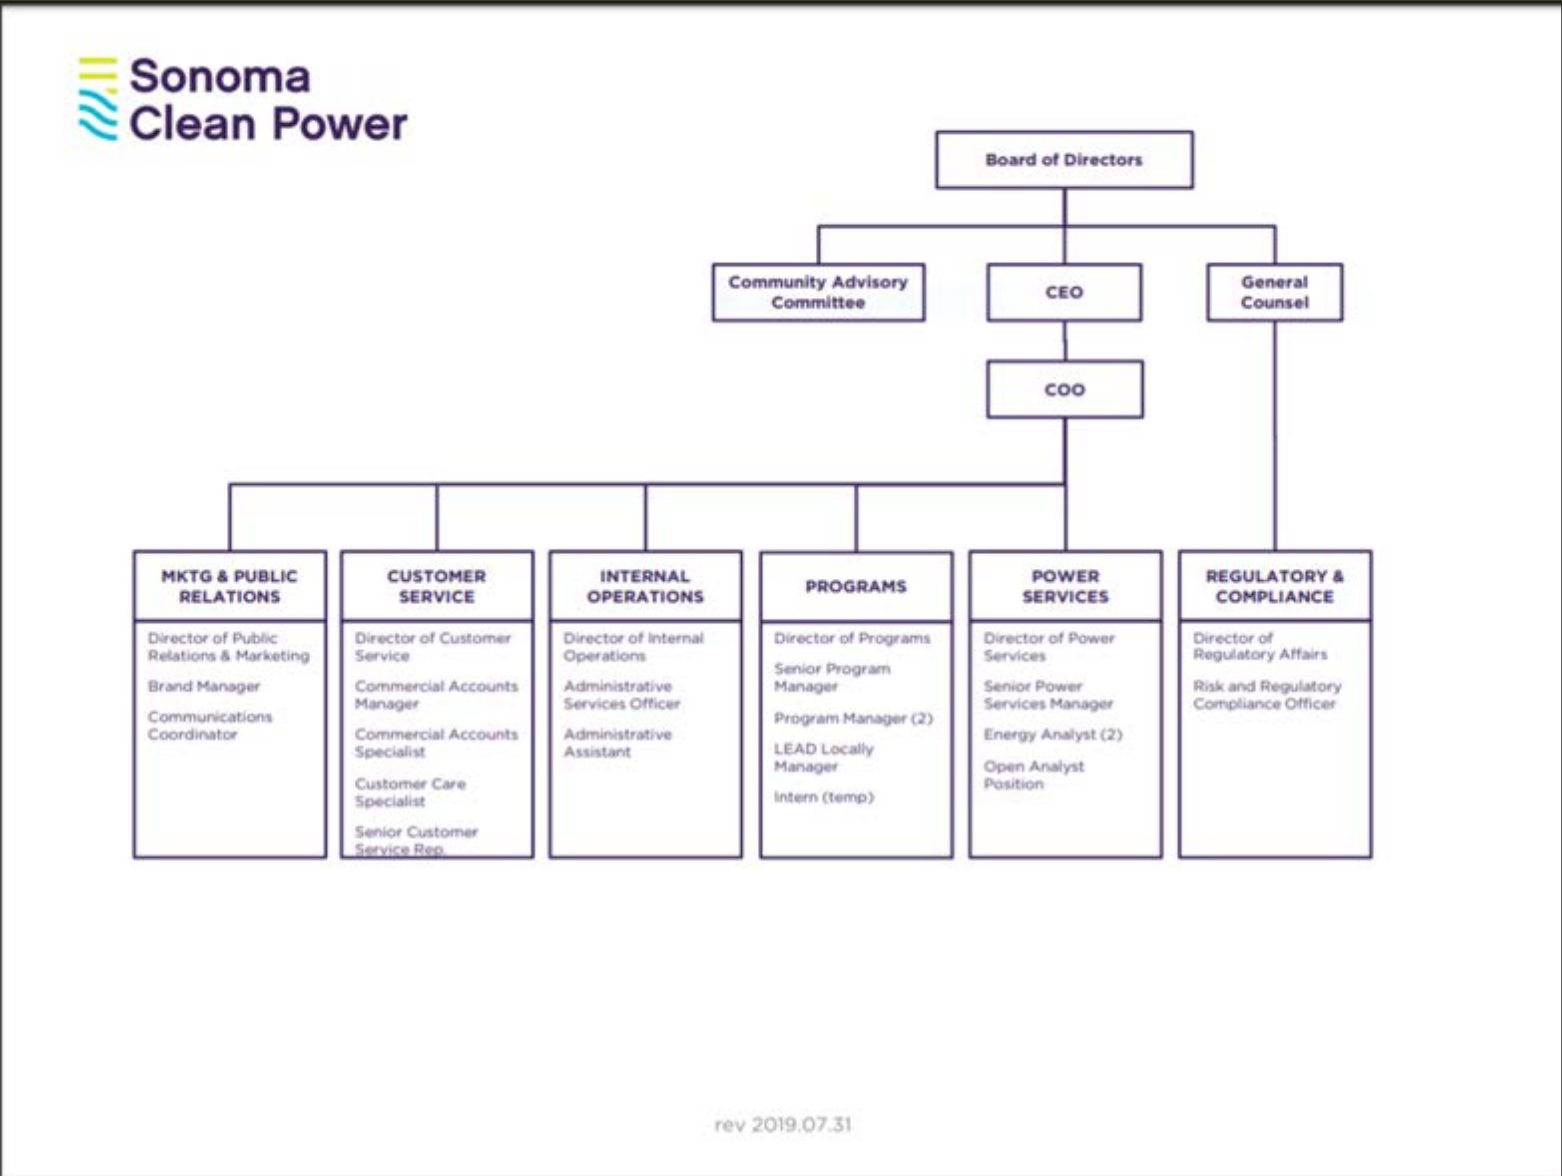 Sonoma
Clean Power
Board of Directors
Community Advisory
Committee
CEO
General
Counsel
COO
MKTG & PUBLIC
RELATIONS
Director of Public
Relations & Marketing
Brand Manager
Communications
Coordinator
CUSTOMER
SERVICE
Director of Customer
Service
Commercial Accounts
Manager
Commercial Accounts
Specialist
Customer Care
Specialist
Senior Customer
Service Rep.
INTERNAL
OPERATIONS
Director of Internal
Operations
Administrative
Services Officer
Administrative
Assistant
PROGRAMS
Director of Programs
Senior Program
Manager
Program Manager (2)
LEAD Locally
Manager
Intern (temp)
POWER
SERVICES
Director of Power
Services
Senior Power
Services Manager
Energy Analyst (2)
Open Analyst
Position
REGULATORY &
COMPLIANCE
Director of
Regulatory Affairs
Risk and Regulatory
Compliance Officer
rev 2019.07.31